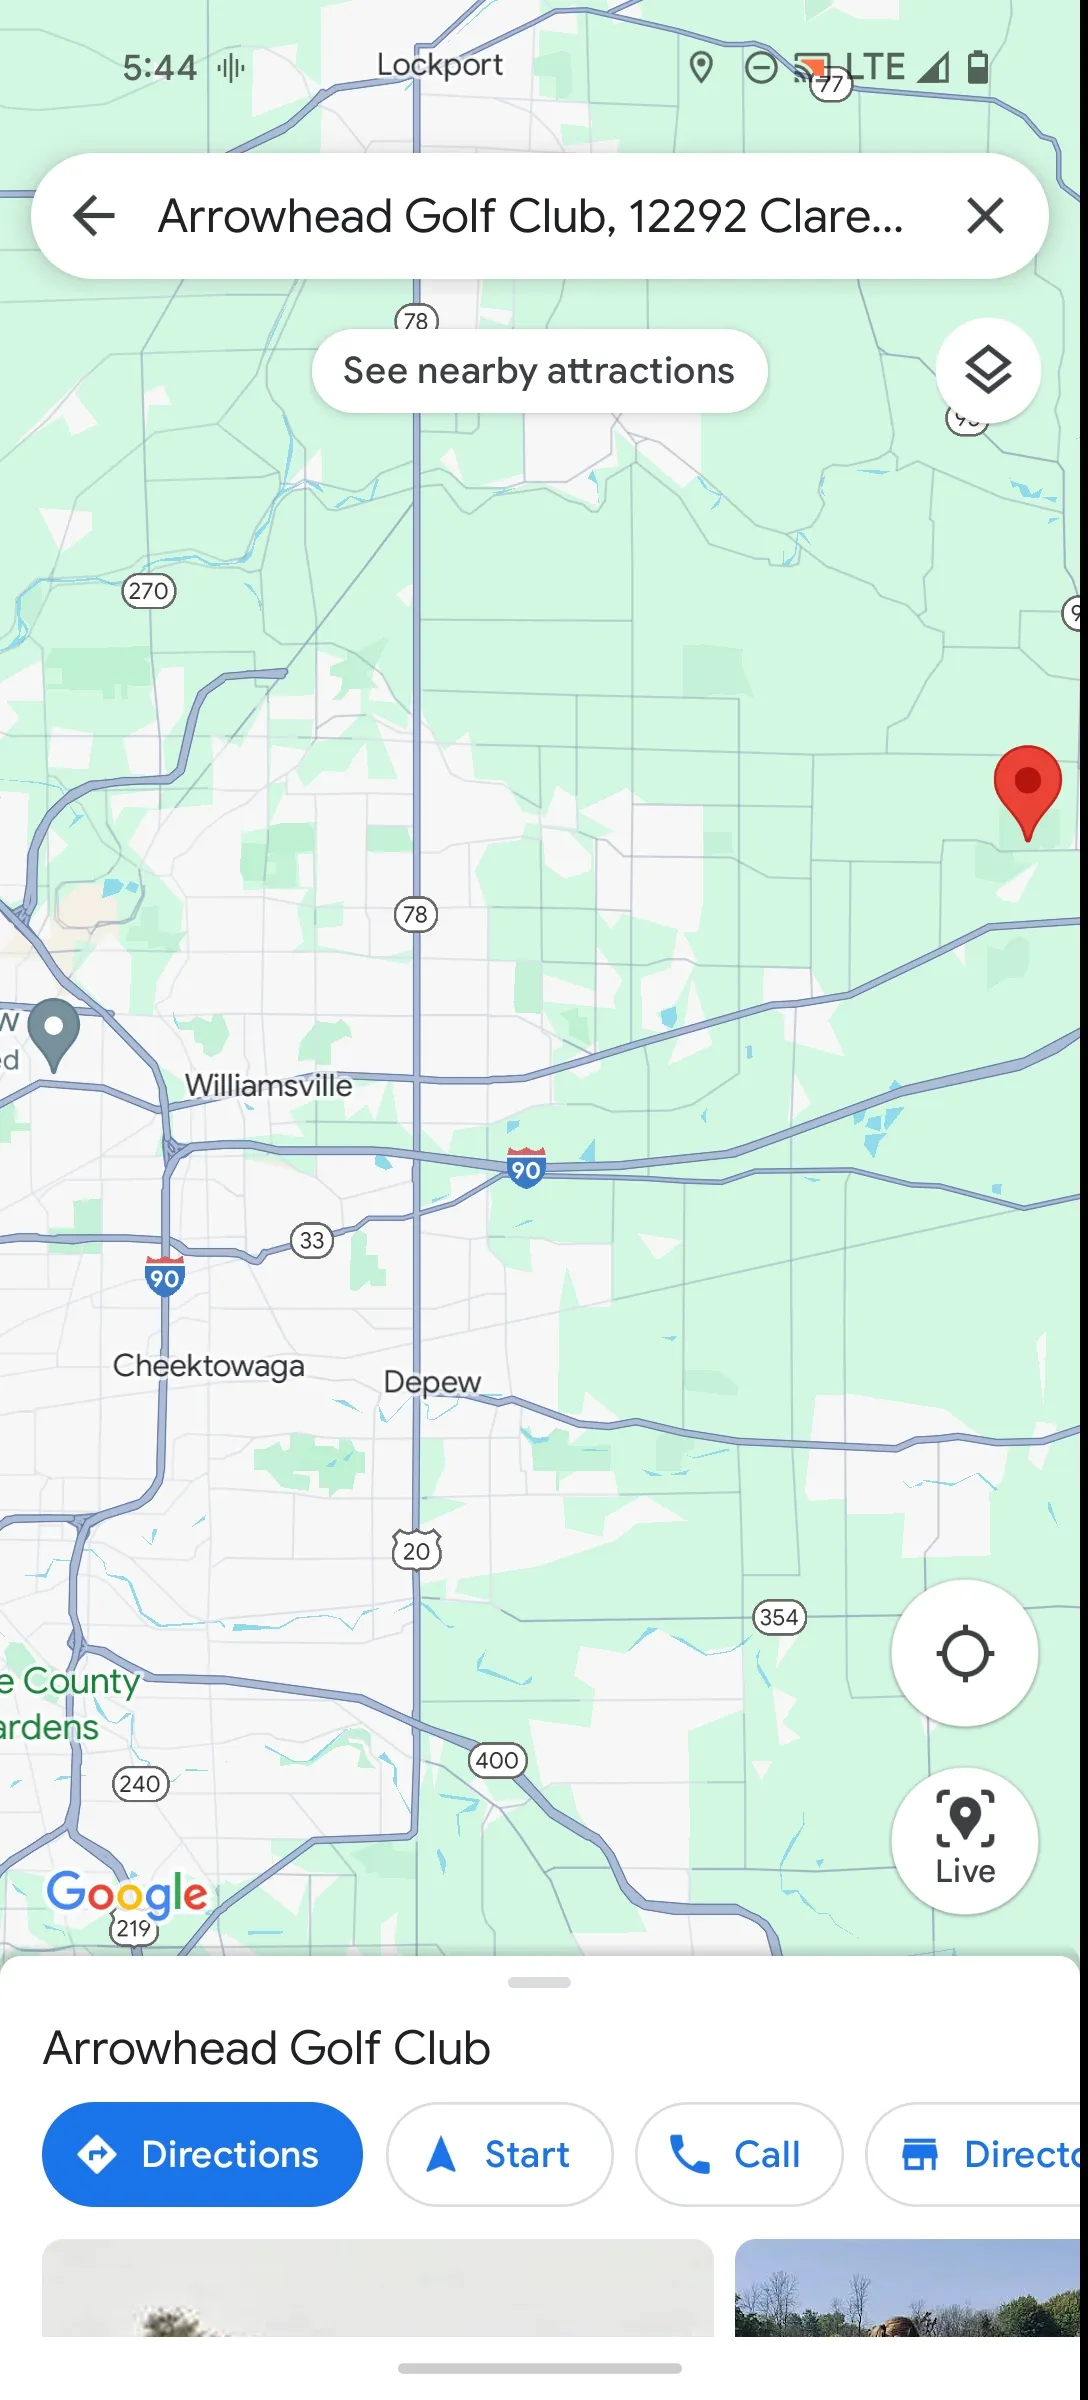 5:44
LTE
Lockport
77
Arrowhead Golf Club, 12292 Clare...
78
See nearby attractions
270
78
Williamsville
90
33
90
Cheektowaga
Depew
20
354
e County
ardens
400
240
Live
Google
219
Arrowhead Golf Club
Directions
Start
Call
Directo